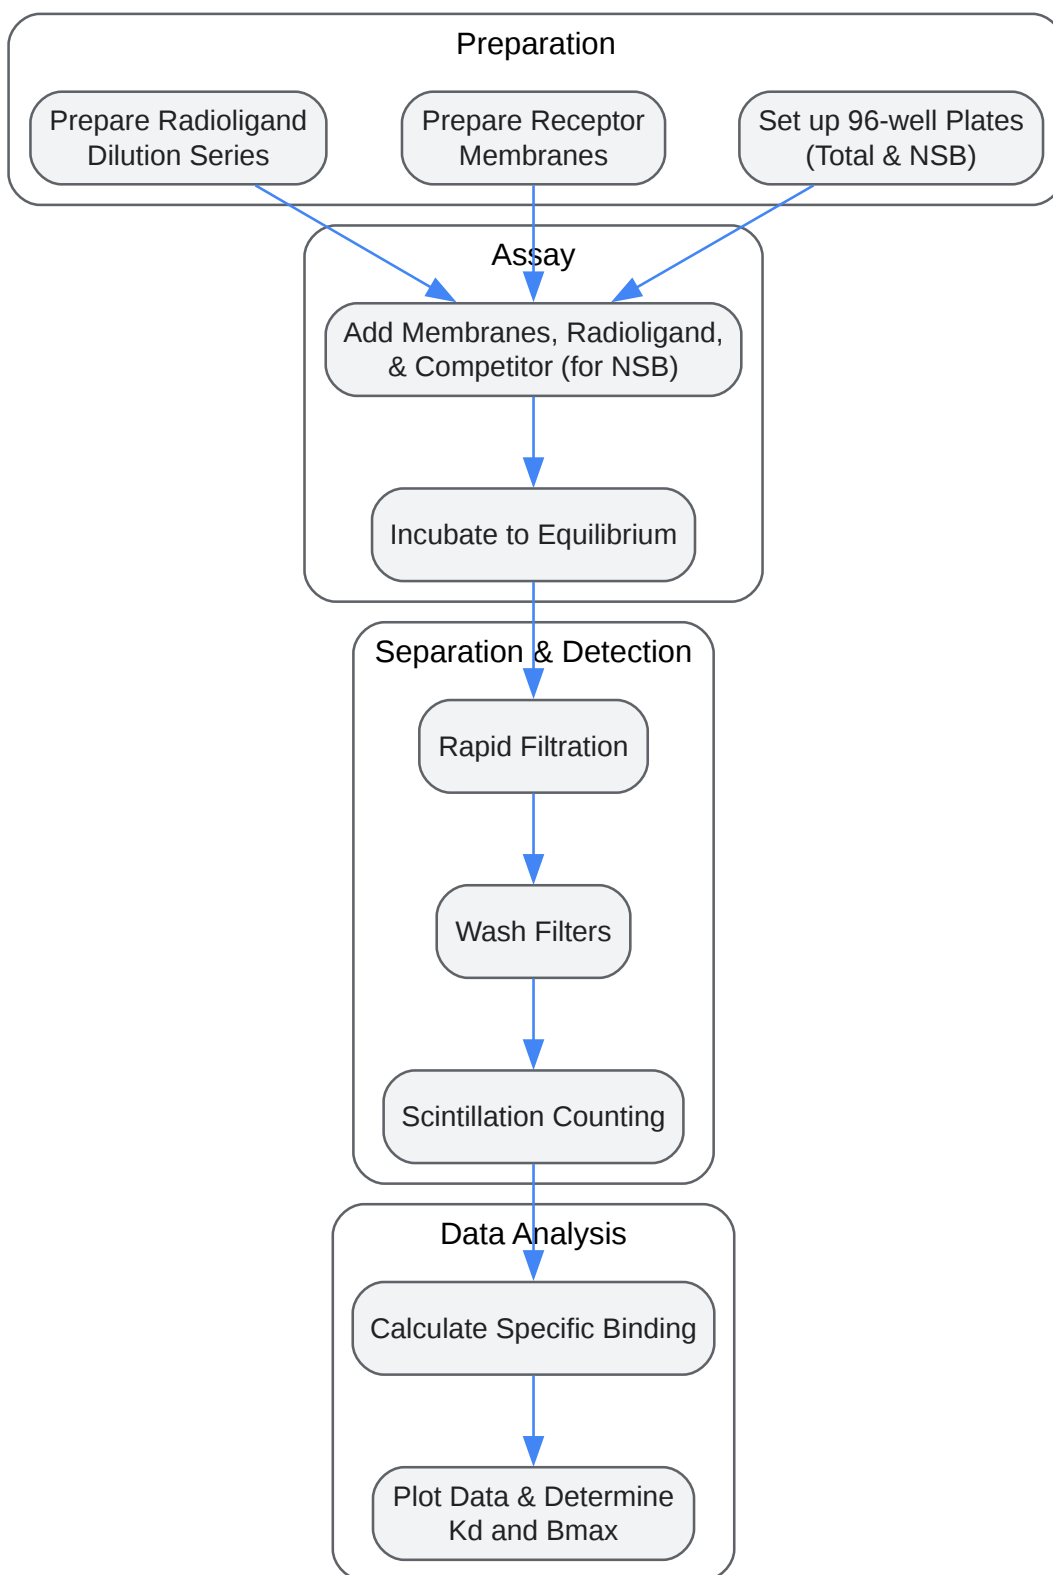 Preparation
Prepare Radioligand
Dilution Series
Prepare Receptor
Membranes
Set up 96-well Plates
(Total & NSB)
Assay
Add Membranes, Radioligand,
& Competitor (for NSB)
Incubate to Equilibrium
Separation & Detection
Rapid Filtration
Wash Filters
Scintillation Counting
Data Analysis
Calculate Specific Binding
Plot Data & Determine
Kd and Bmax